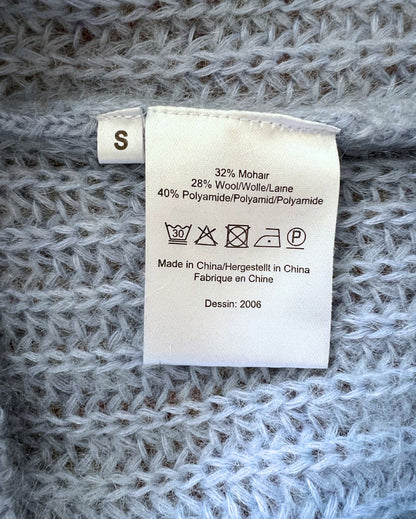 S
32% Mohair
28% Wool/Wolle/Laine
40% Polyamide/Polyamid/Polyamide
30 P
Made in China/Hergestellt in China
Fabrique en Chine
Dessin: 2006